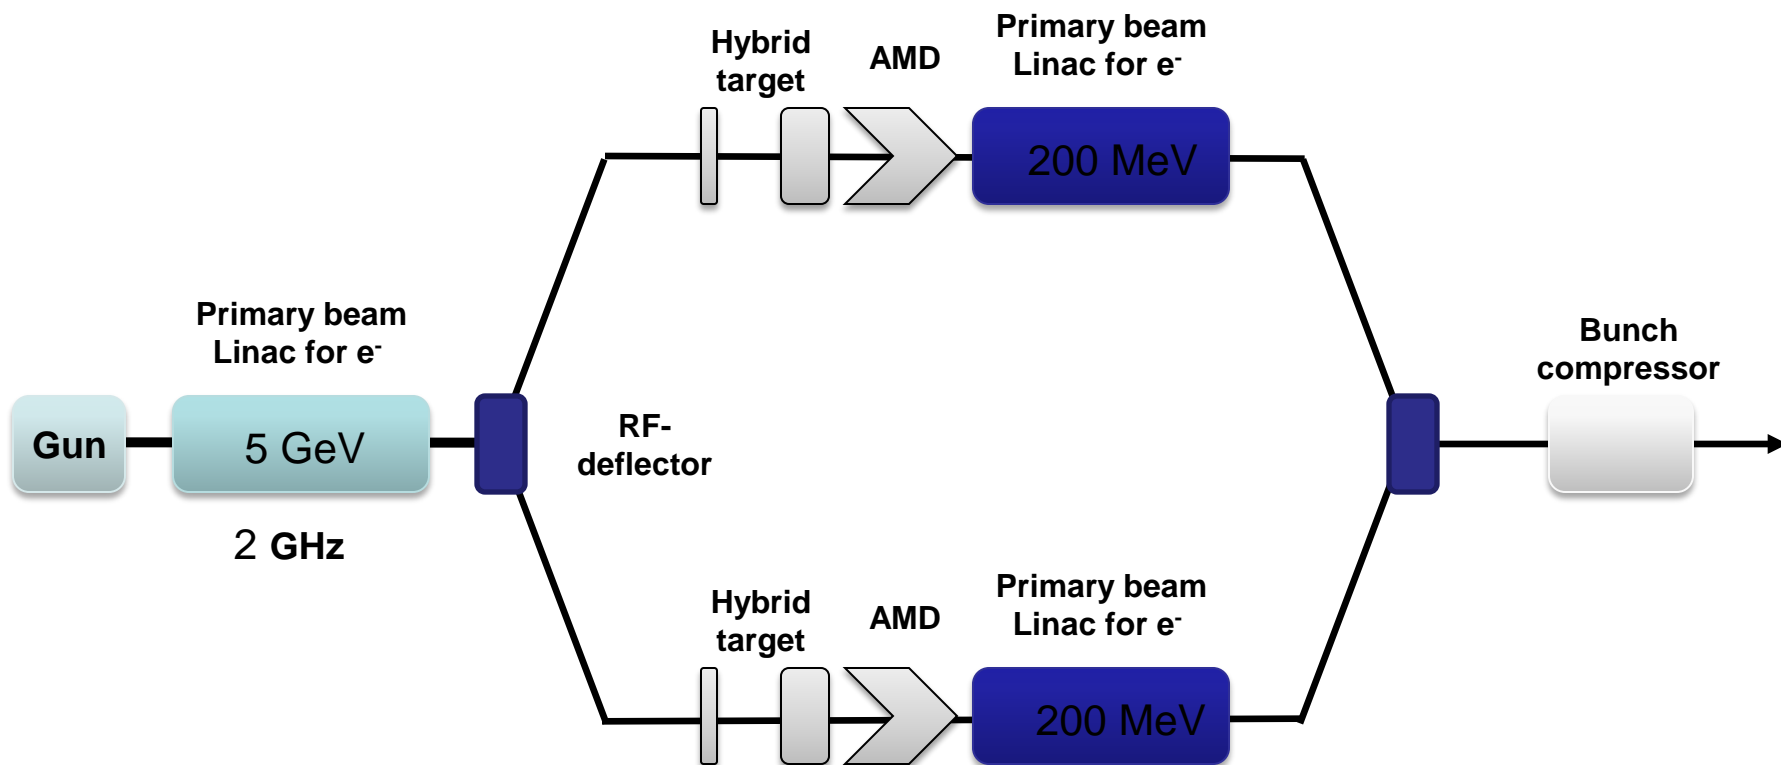 Hybrid
target
AMD
Primary beam
Linac for e-
200 MeV
Primary beam
Linac for e-
Gun
5 GeV
2 GHz
RF-
deflector
Bunch
compressor
Hybrid
target
AMD
Primary beam
Linac for e-
200 MeV